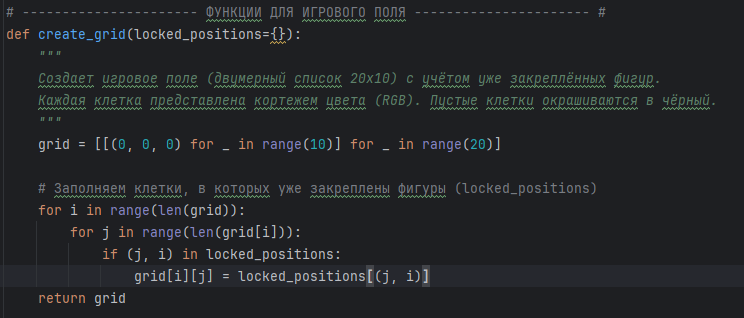 # ---------------------- ФУНКЦИИ ДЛЯ ИГРОВОГО ПОЛЯ ---------------------- #
def create_grid(locked_positions={}):
    """
    Создает игровое поле (двумерный список 20x10) с учётом уже закреплённых фигур.
    Каждая клетка представлена кортежем цвета (RGB). Пустые клетки окрашиваются в чёрный.
    """
    grid = [[(0, 0, 0) for _ in range(10)] for _ in range(20)]
    # Заполняем клетки, в которых уже закреплены фигуры (locked_positions)
    for i in range(len(grid)):
        for j in range(len(grid[i])):
            if (j, i) in locked_positions:
                grid[i][j] = locked_positions[(j, i)]
    return grid